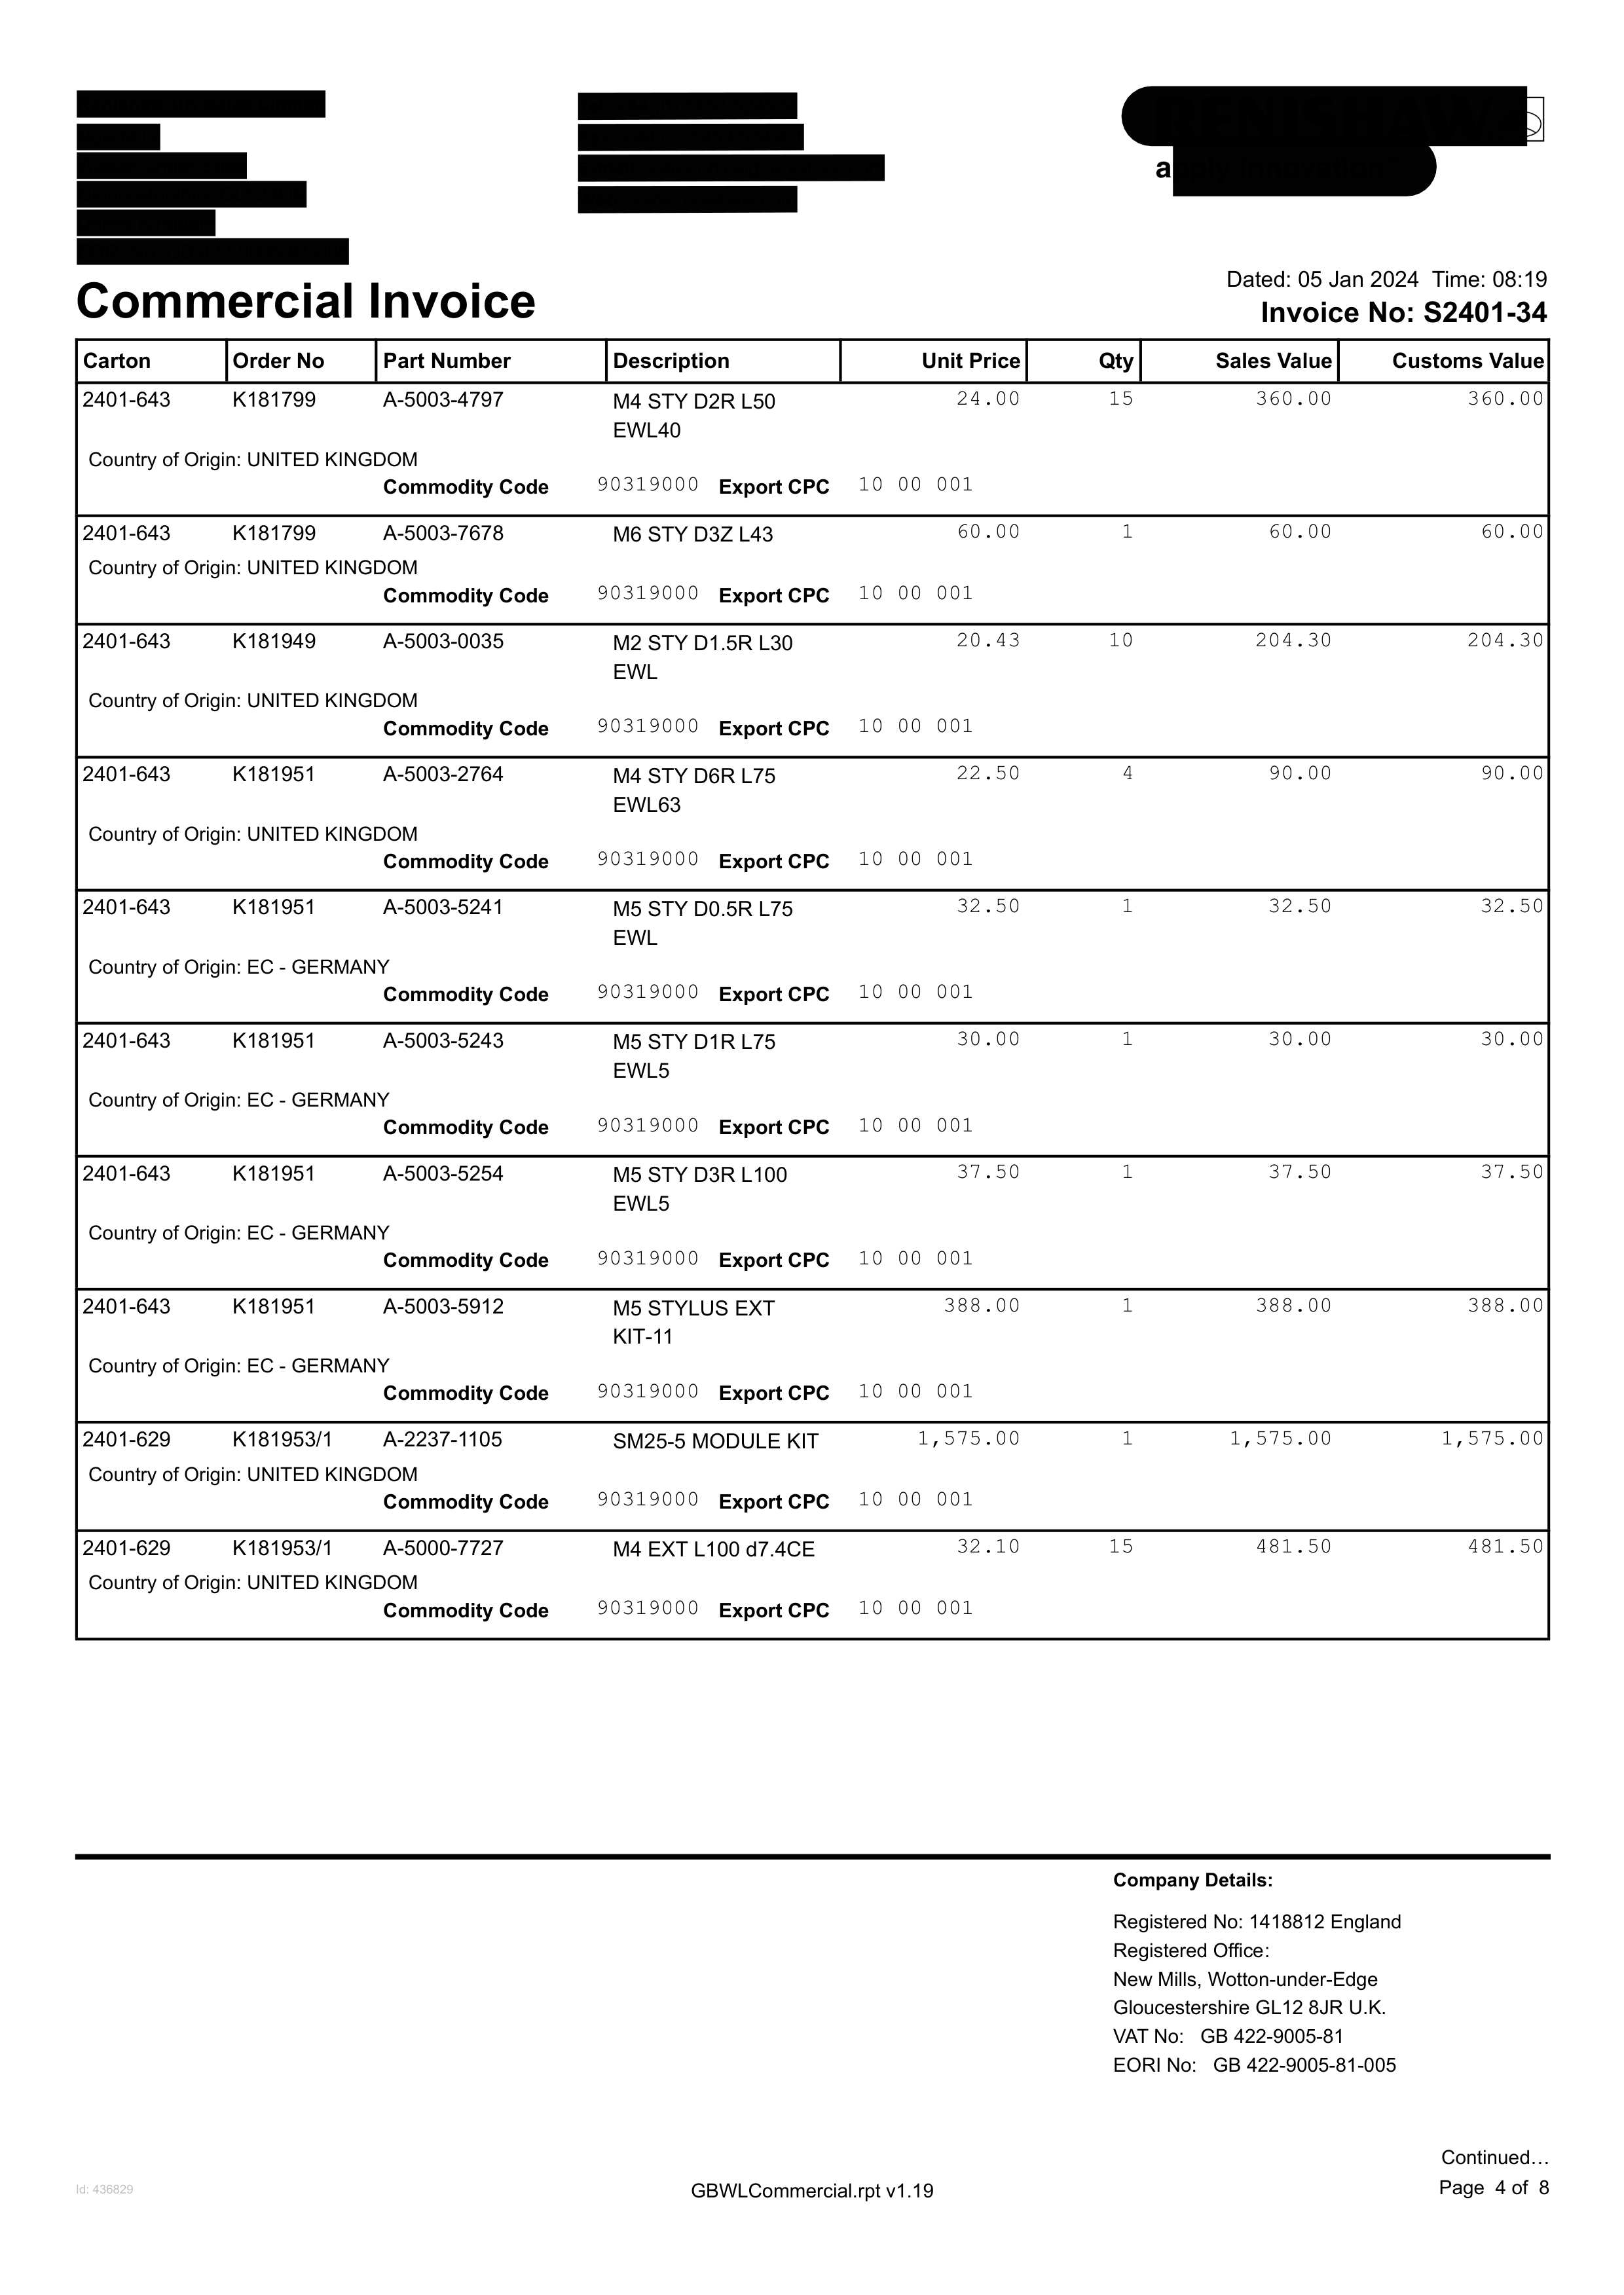 Commercial Invoice
Dated: 05 Jan 2024 Time: 08:19
Invoice No: S2401-34
Carton Order No Part Number Description Unit Price Qty Sales Value Customs Value
2401-643 K181799 A-5003-4797 M4 STY D2R L50 24.00 15 360.00 360.00
EWL40
Country of Origin: UNITED KINGDOM
Commodity Code 90319000 Export CPC 10 00 001
2401-643 K181799 A-5003-7678 M6 STY D3Z L43 60.00 1 60.00 60.00
Country of Origin: UNITED KINGDOM
Commodity Code 90319000 Export CPC 10 00 001
2401-643 K181949 A-5003-0035 M2 STY D1.5R L30 20.43 10 204.30 204.30
EWL
Country of Origin: UNITED KINGDOM
Commodity Code 90319000 Export CPC 10 00 001
2401-643 K181951 A-5003-2764 M4 STY D6R L75 22.50 4 90.00 90.00
EWL63
Country of Origin: UNITED KINGDOM
Commodity Code 90319000 Export CPC 10 00 001
2401-643 K181951 A-5003-5241 M5 STY D0.5R L75 32.50 1 32.50 32.50
EWL
Country of Origin: EC - GERMANY
Commodity Code 90319000 Export CPC 10 00 001
2401-643 K181951 A-5003-5243 M5 STY D1R L75 30.00 1 30.00 30.00
EWL5
Country of Origin: EC - GERMANY
Commodity Code 90319000 Export CPC 10 00 001
2401-643 K181951 A-5003-5254 M5 STY D3R L100 37.50 1 37.50 37.50
EWL5
Country of Origin: EC - GERMANY
Commodity Code 90319000 Export CPC 10 00 001
2401-643 K181951 A-5003-5912 M5 STYLUS EXT 388.00 1 388.00 388.00
KIT-11
Country of Origin: EC - GERMANY
Commodity Code 90319000 Export CPC 10 00 001
2401-629 K181953/1 A-2237-1105 SM25-5 MODULE KIT 1,575.00 1 1,575.00 1,575.00
Country of Origin: UNITED KINGDOM
Commodity Code 90319000 Export CPC 10 00 001
2401-629 K181953/1 A-5000-7727 M4 EXT L100 d7.4CE 32.10 15 481.50 481.50
Country of Origin: UNITED KINGDOM
Commodity Code 90319000 Export CPC 10 00 001
Company Details:
Registered No: 1418812 England
Registered Office:
New Mills, Wotton-under-Edge
Gloucestershire GL12 8JR U.K.
VAT No: GB 422-9005-81
EORI No: GB 422-9005-81-005
Continued...
Id: 436829 GBWLCommercial.rpt v1.19 Page 4 of 8